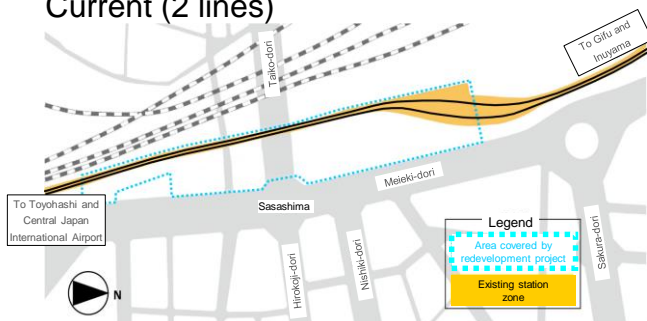 Current (2 lines)
To Gifu and
Inuyama
Taiko-dori
Meieki-dori
To Toyohashi and
Central Japan
International Airport
Sasashima
Hirokoji-dori
Nishiki-dori
Sakura-dori
Legend
Area covered by
redevelopment project
Existing station
zone
N